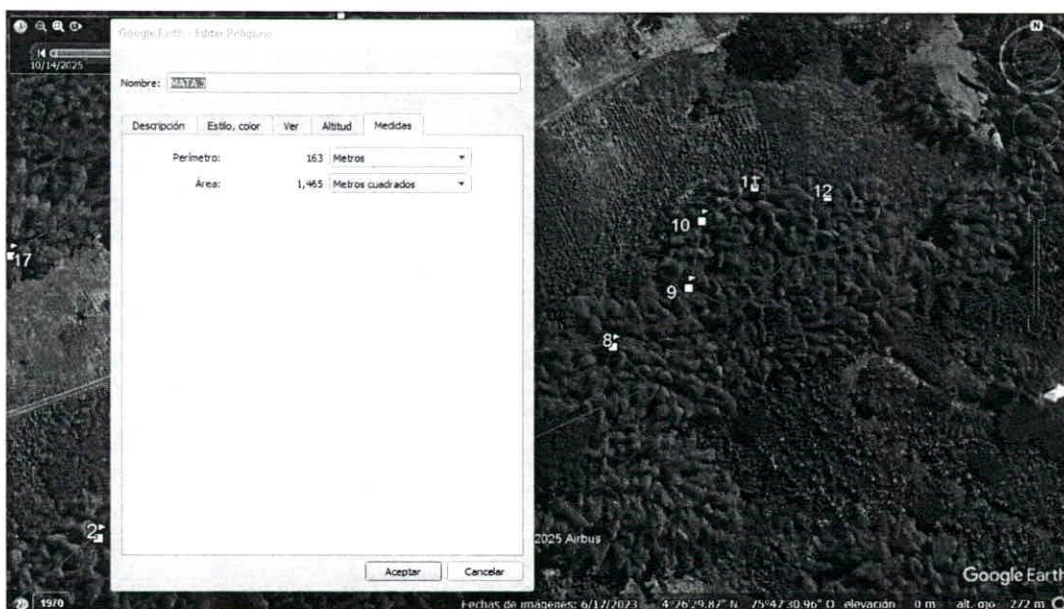 Google Earth - Editar Polígono
10/14/2025
Nombre: MATA 3
Descripción Estilo, color Ver Altitud Medidas
Perímetro: 163 Metros
Área: 1,465 Metros cuadrados
11
12
10
17
9
8
2
2025 Airbus
Aceptar Cancelar
Google Earth
1970
Fechas de imágenes: 6/17/2023 4°26'29.87" N 75°47'30.96" O elevación 0 m alt. ojo 272 m
N